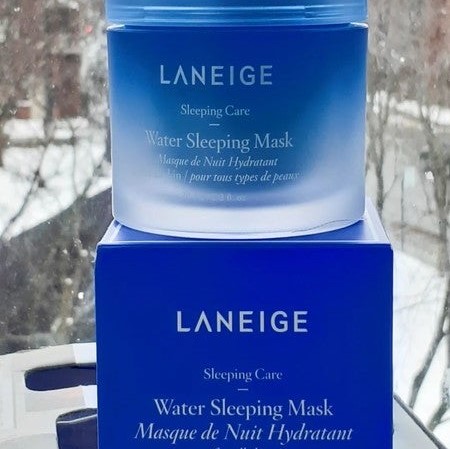 LANEIGE
Sleeping Care
Water Sleeping Mask
Masque de Nuit Hydratant
/ pour tous types de peaux
LANEIGE
Sleeping Care
Water Sleeping Mask
Masque de Nuit Hydratant